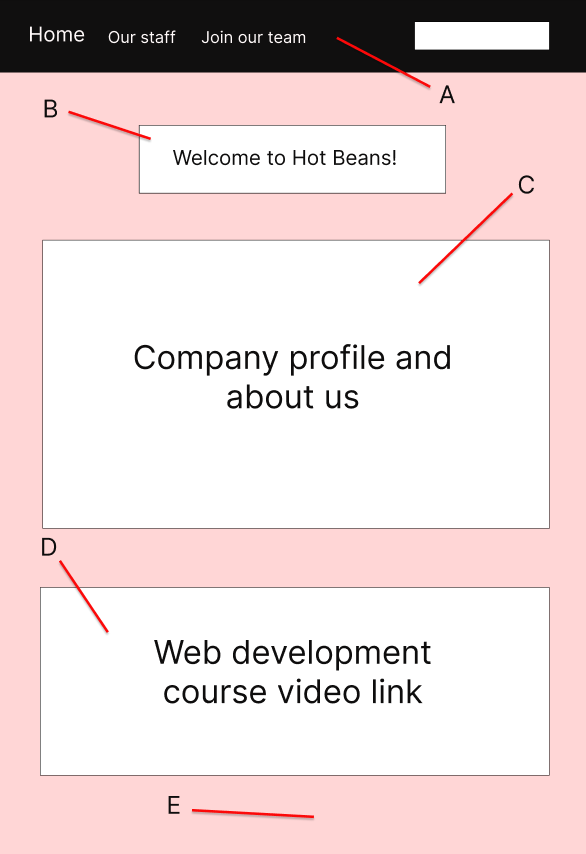 Home Our staff Join our team
A
B
Welcome to Hot Beans!
C
Company profile and
about us
D
Web development
course video link
E